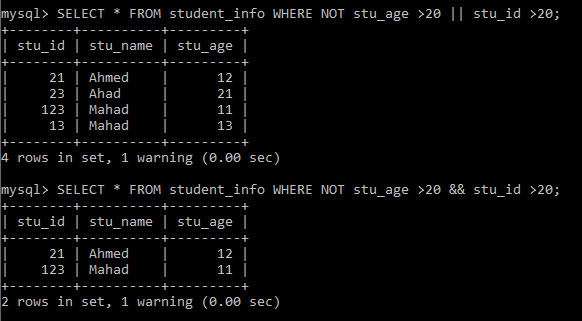 mysql> SELECT * FROM student_info WHERE NOT stu_age >20 || stu_id >20;
+--------+----------+---------+
| stu_id | stu_name | stu_age |
+--------+----------+---------+
|     21 | Ahmed    |      12 |
|     23 | Ahad     |      21 |
|    123 | Mahad    |      11 |
|     13 | Mahad    |      13 |
+--------+----------+---------+
4 rows in set, 1 warning (0.00 sec)
mysql> SELECT * FROM student_info WHERE NOT stu_age >20 && stu_id >20;
+--------+----------+---------+
| stu_id | stu_name | stu_age |
+--------+----------+---------+
|     21 | Ahmed    |      12 |
|    123 | Mahad    |      11 |
+--------+----------+---------+
2 rows in set, 1 warning (0.00 sec)